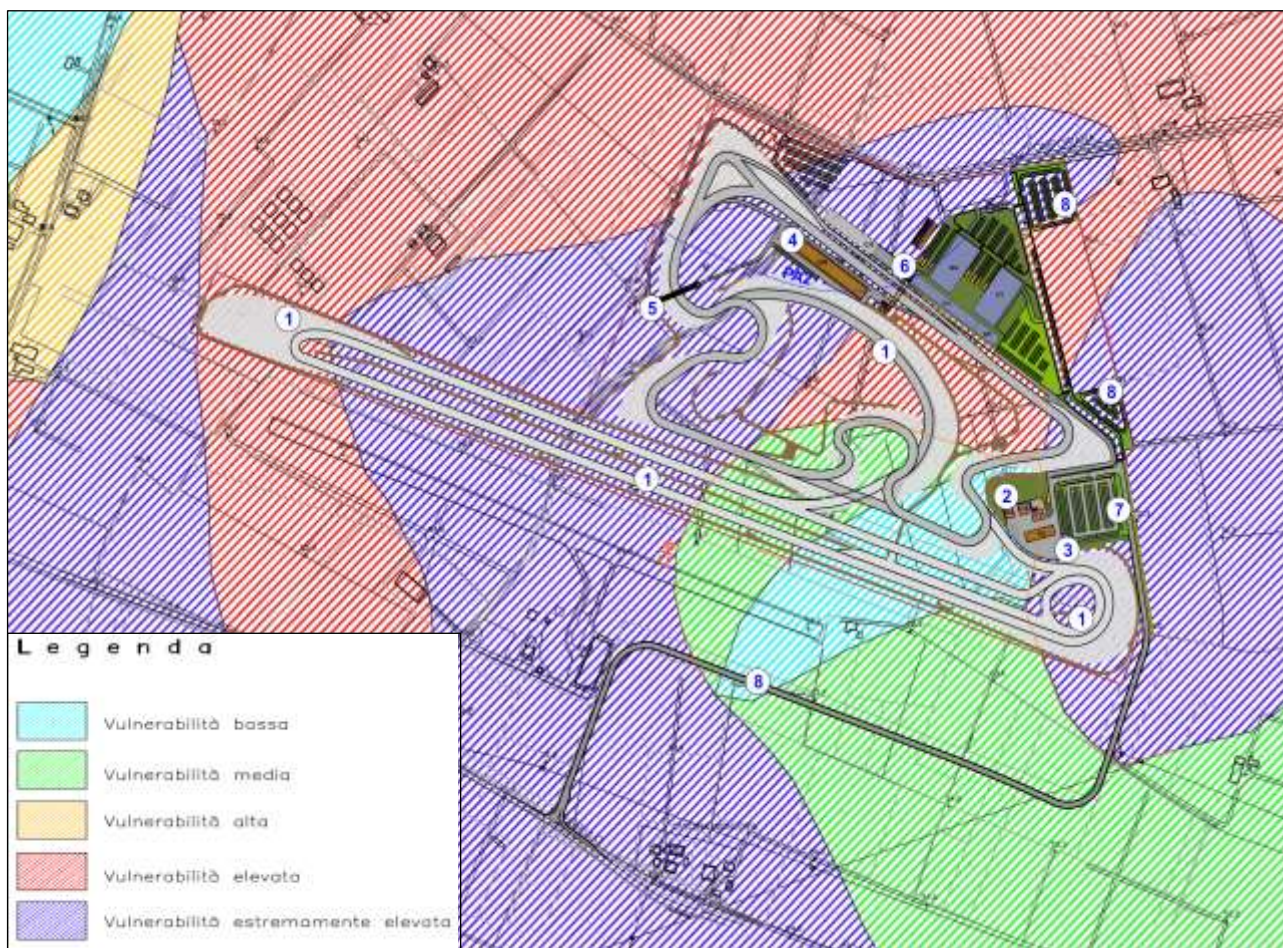 8
4
6
PAZ
5
1
1
8
1
2
7
3
1
8
Legenda
Vulnerabilità bassa
Vulnerabilità media
Vulnerabilità alta
Vulnerabilità elevata
Vulnerabilità estremamente elevata